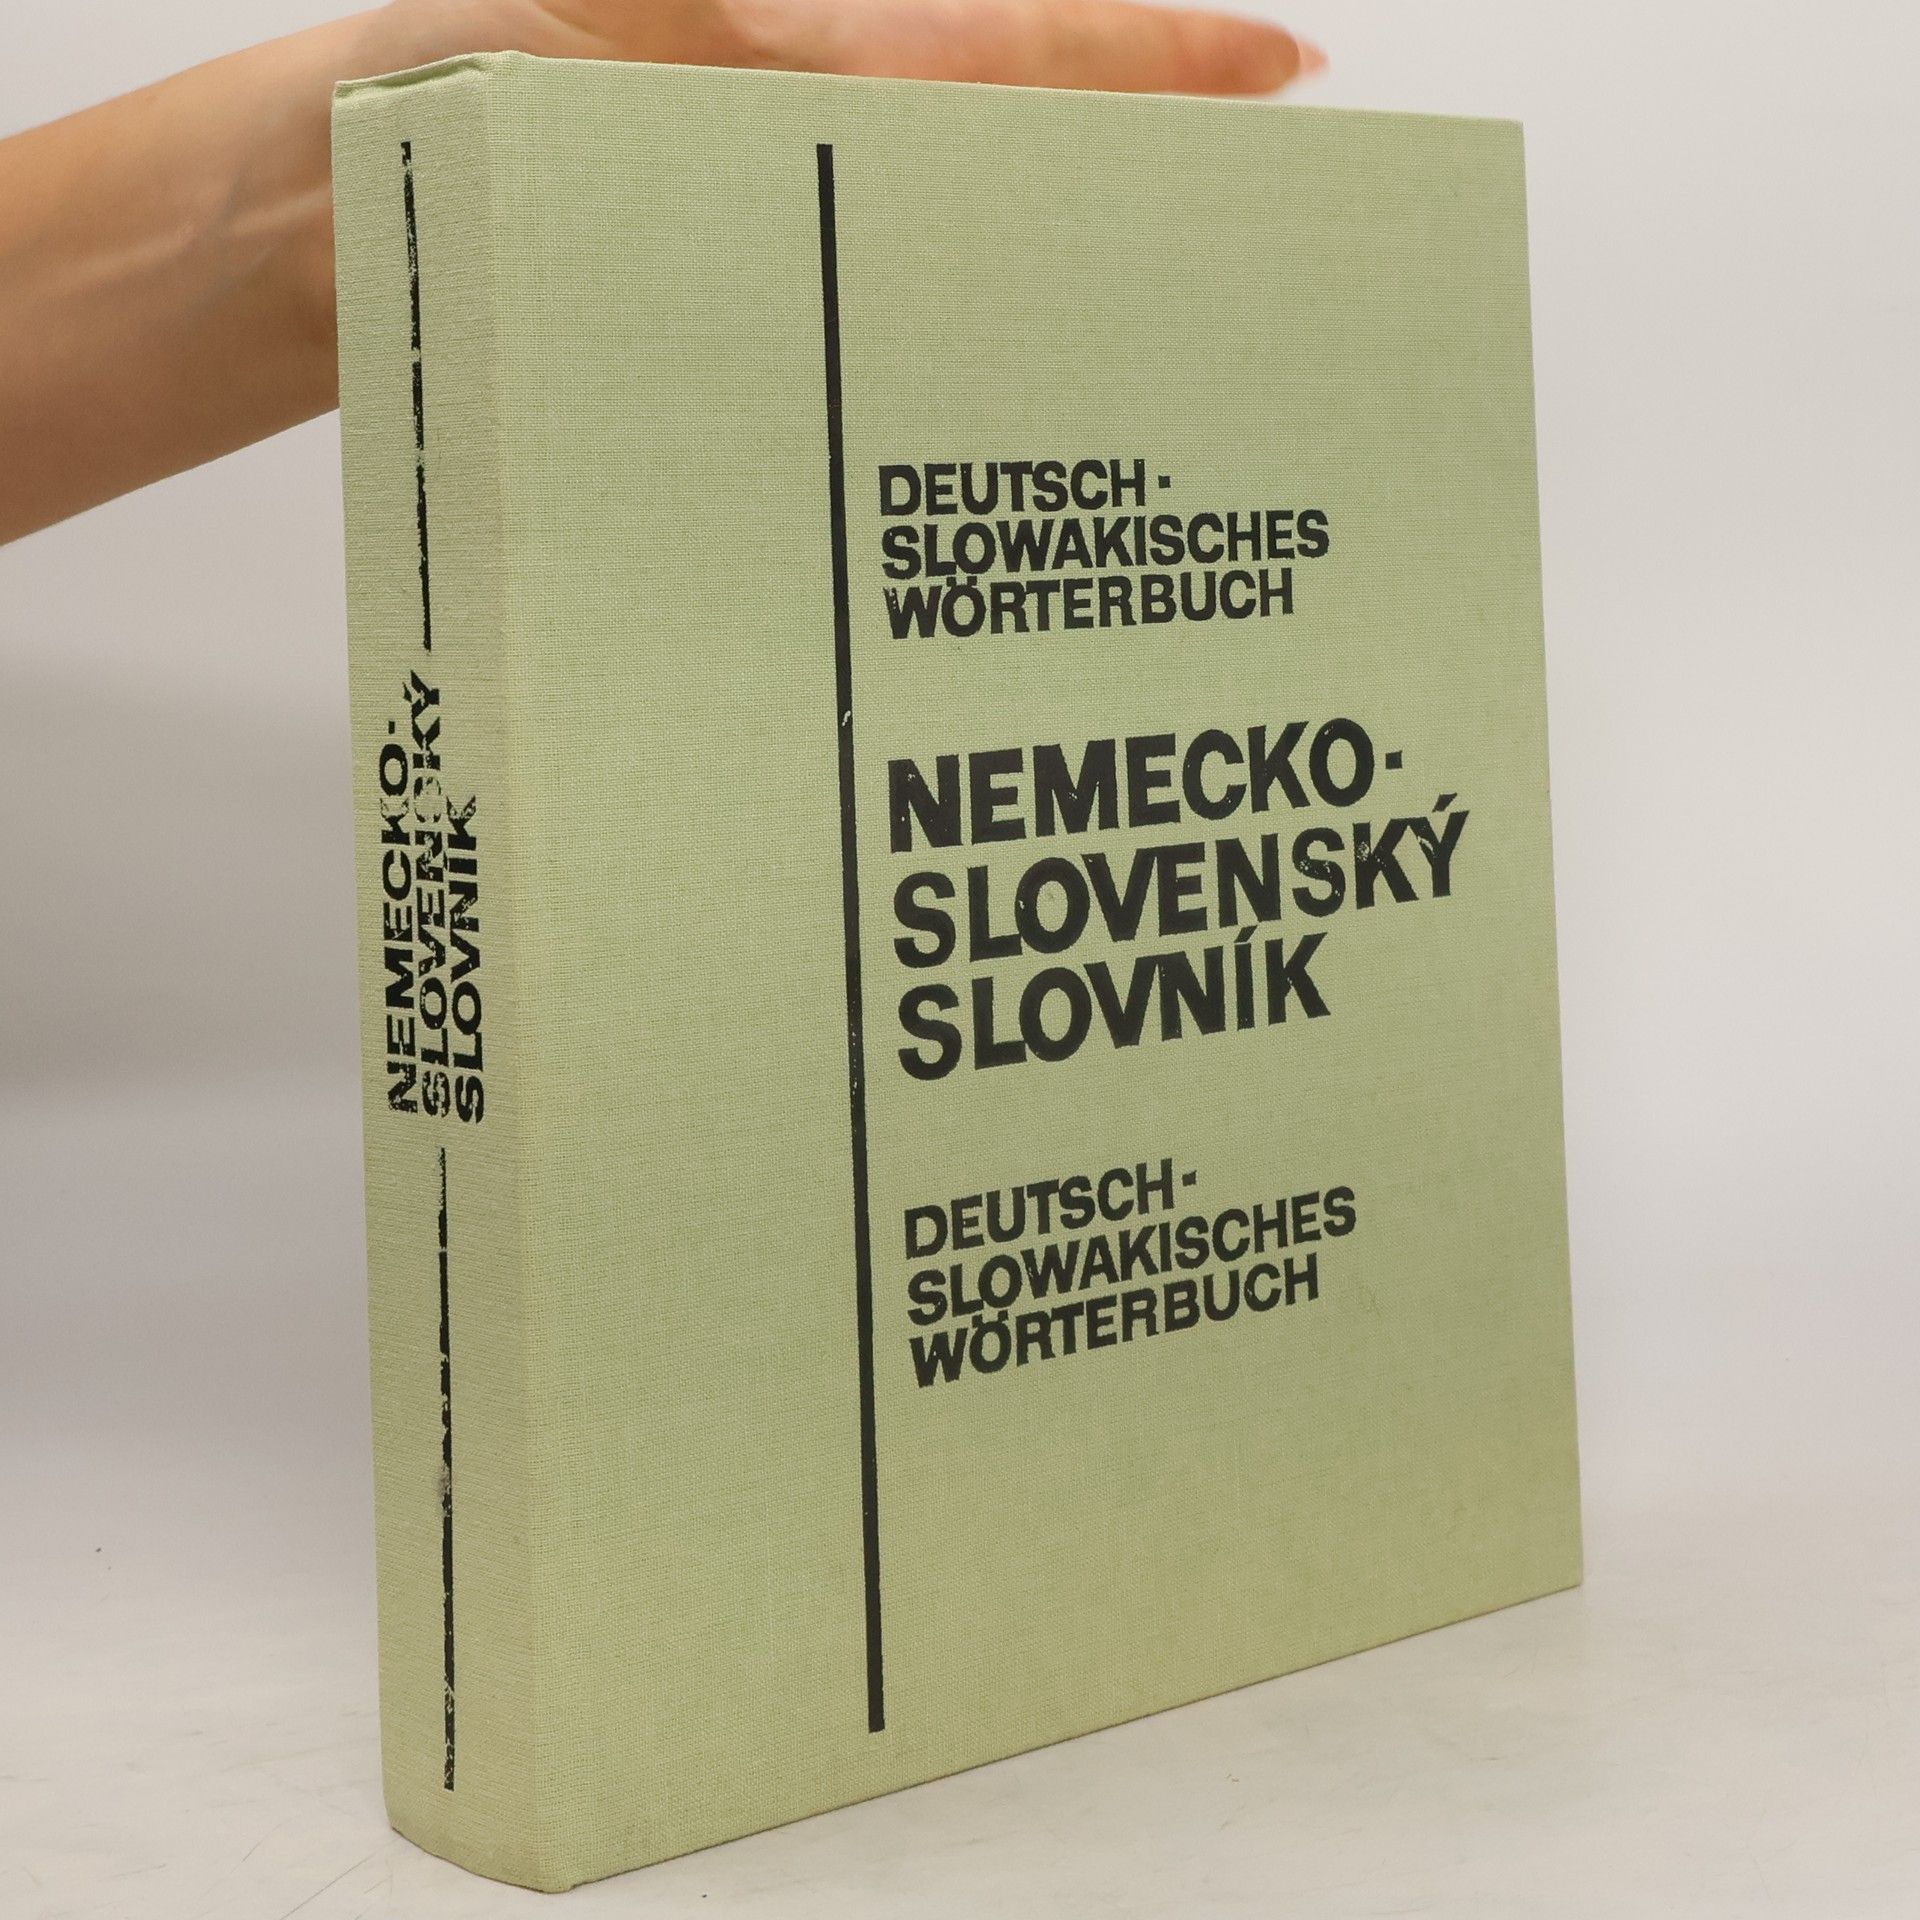 NEMECKO-
SLOVENSKÝ
SLOVNÍK
DEUTSCH-
SLOWAKISCHES
WÖRTERBUCH
NEMECKO-
SLOVENSKÝ
SLOVNÍK
DEUTSCH-
SLOWAKISCHES
WÖRTERBUCH